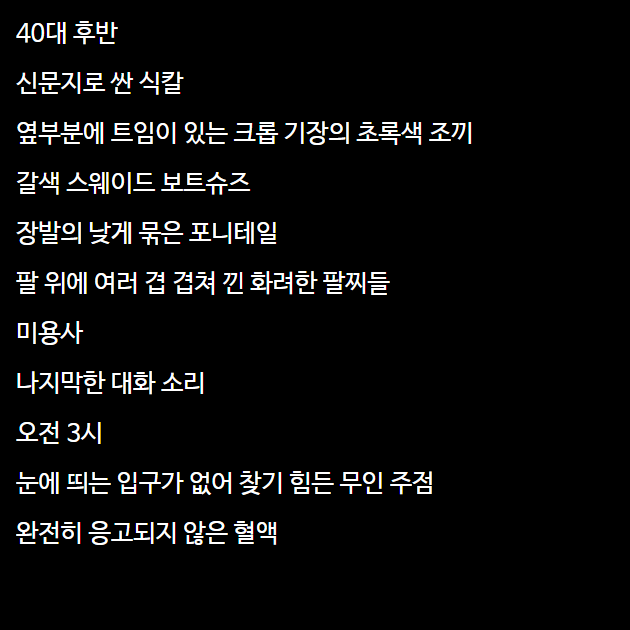 40대 후반
신문지로 싼 식칼
옆부분에 트임이 있는 크롭 기장의 초록색 조끼
갈색 스웨이드 보트슈즈
장발의 낮게 묶은 포니테일
팔 위에 여러 겹 겹쳐 낀 화려한 팔찌들
미용사
나지막한 대화 소리
오전 3시
눈에 띄는 입구가 없어 찾기 힘든 무인 주점
완전히 응고되지 않은 혈액